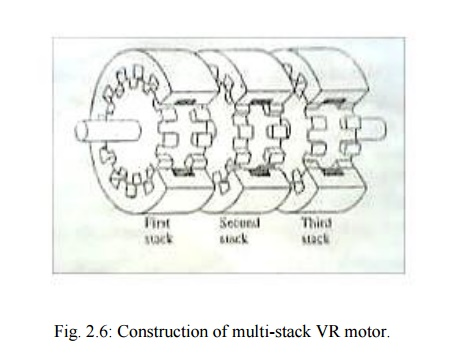 First Second Third
stack stack stack
Fig. 2.6: Construction of multi-stack VR motor.